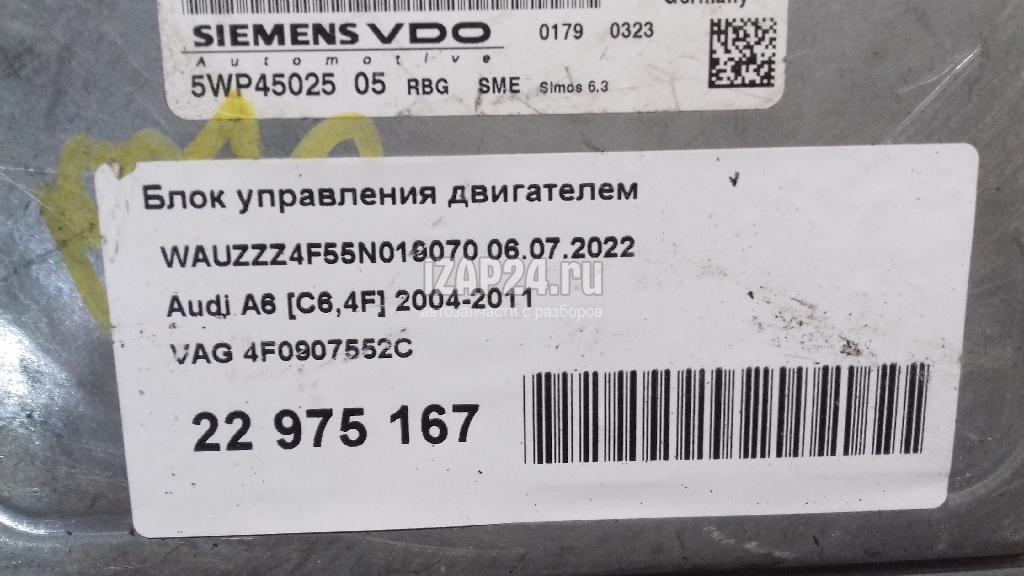 Germany
SIEMENS VDO 0179 0323
Automotive
5WP45025 05 RBG SME Simos 6.3
Блок управления двигателем
WAUZZZ4F55N019070 06.07.2022
IZAP24.ru
Audi A6 [C6,4F] 2004-2011
автозапчасти с разборов
VAG 4F0907552C
22 975 167